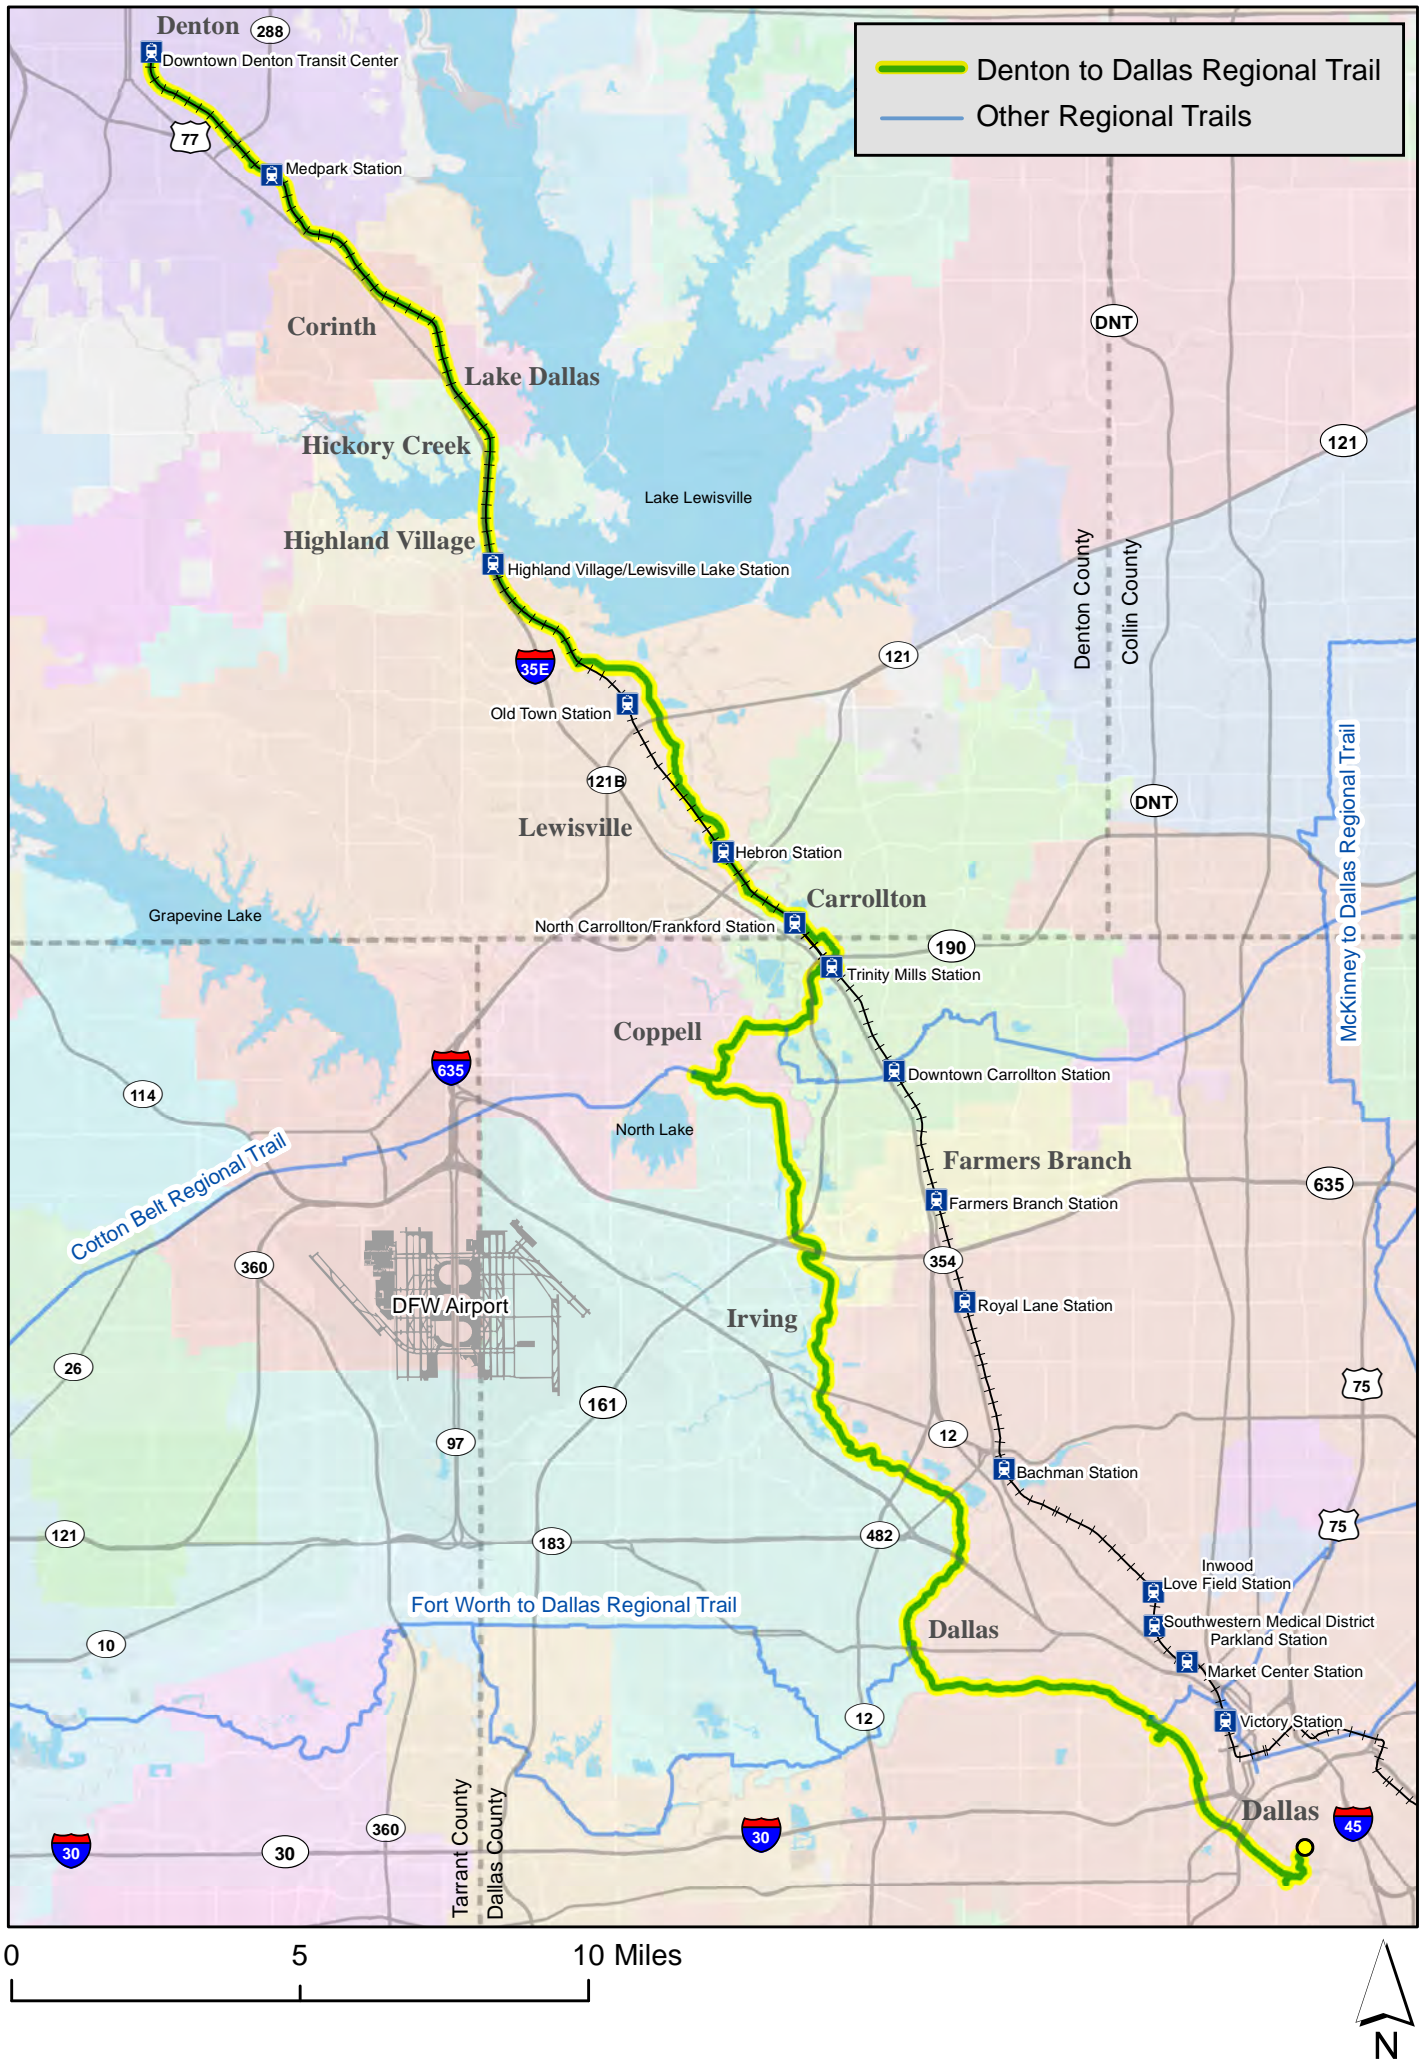 Denton
288
Downtown Denton Transit Center
Denton to Dallas Regional Trail
Other Regional Trails
77
Medpark Station
DNT
Corinth
Lake Dallas
121
Hickory Creek
Lake Lewisville
Highland Village
Highland Village/Lewisville Lake Station
Denton County
Collin County
121
35E
Old Town Station
121B
DNT
McKinney to Dallas Regional Trail
Lewisville
Hebron Station
Carrollton
Grapevine Lake
North Carrollton/Frankford Station
190
Trinity Mills Station
Coppell
635
Downtown Carrollton Station
114
North Lake
Cotton Belt Regional Trail
Farmers Branch
635
Farmers Branch Station
360
354
DFW Airport
Royal Lane Station
Irving
26
75
161
97
12
Bachman Station
121
183
482
75
Inwood
Love Field Station
Fort Worth to Dallas Regional Trail
Southwestern Medical District
Parkland Station
Dallas
10
Market Center Station
12
Victory Station
Tarrant County
Dallas County
Dallas
360
30
45
30
30
0
5
10 Miles
N